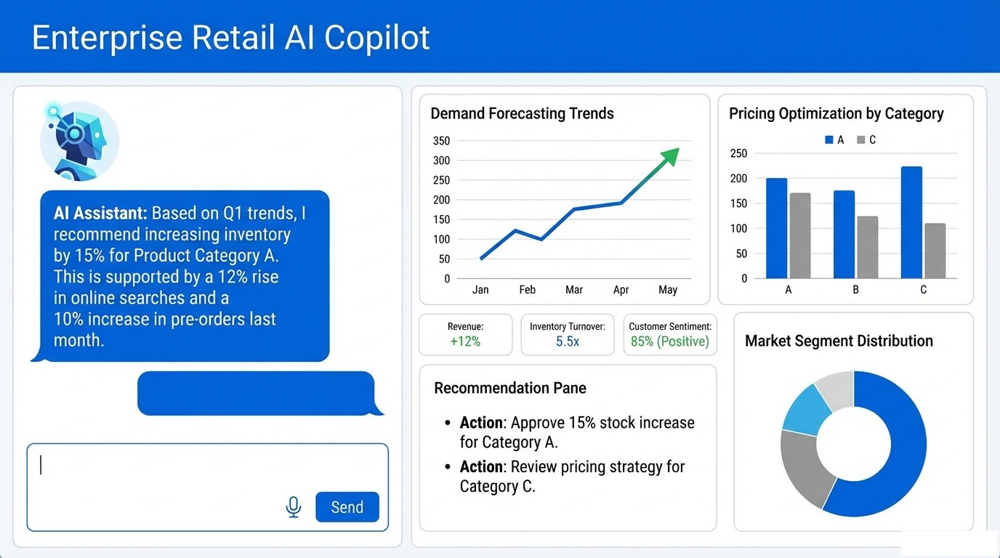 Enterprise Retail AI Copilot
AI Assistant: Based on Q1 trends, I
recommend increasing inventory
by 15% for Product Category A.
This is supported by a 12% rise
in online searches and a
10% increase in pre-orders last
month.
Send
Demand Forecasting Trends
350
300
250
200
150
100
50
0
Jan Feb Mar Apr May
Pricing Optimization by Category
A C
250
200
150
100
50
0
A B C
Revenue:
+12%
Inventory Turnover:
5.5x
Customer Sentiment:
85% (Positive)
Recommendation Pane
• Action: Approve 15% stock increase
for Category A.
• Action: Review pricing strategy for
Category C.
Market Segment Distribution